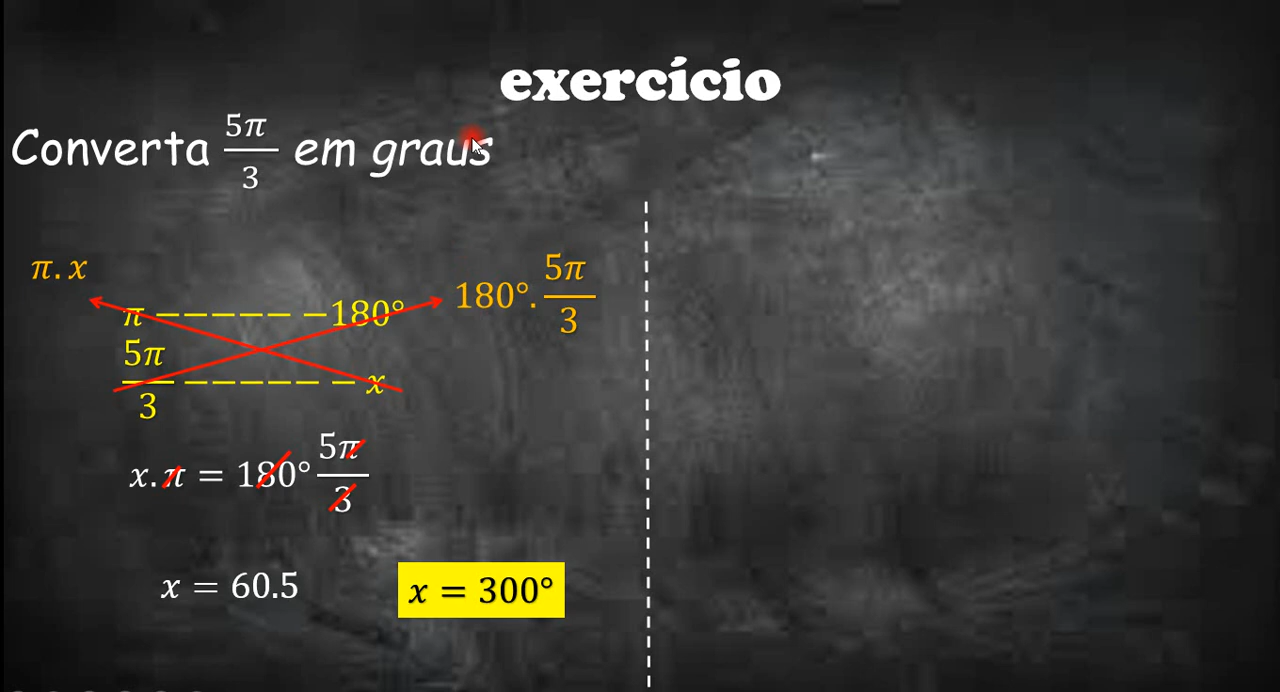 exercício
Converta 5π/3 em graus
π.x
π −−−−−−180°
180°.5π/3
5π/3 −−−−−−− x
x.π = 180° 5π/3
x = 60.5
x = 300°